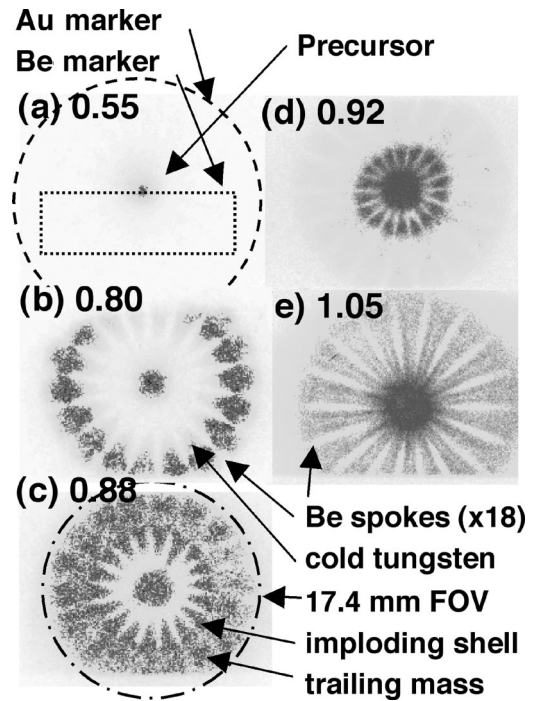 Au marker
Be marker
Precursor
(a) 0.55
(d) 0.92
(b) 0.80
e) 1.05
(c) 0.88
Be spokes (x18)
cold tungsten
17.4 mm FOV
imploding shell
trailing mass